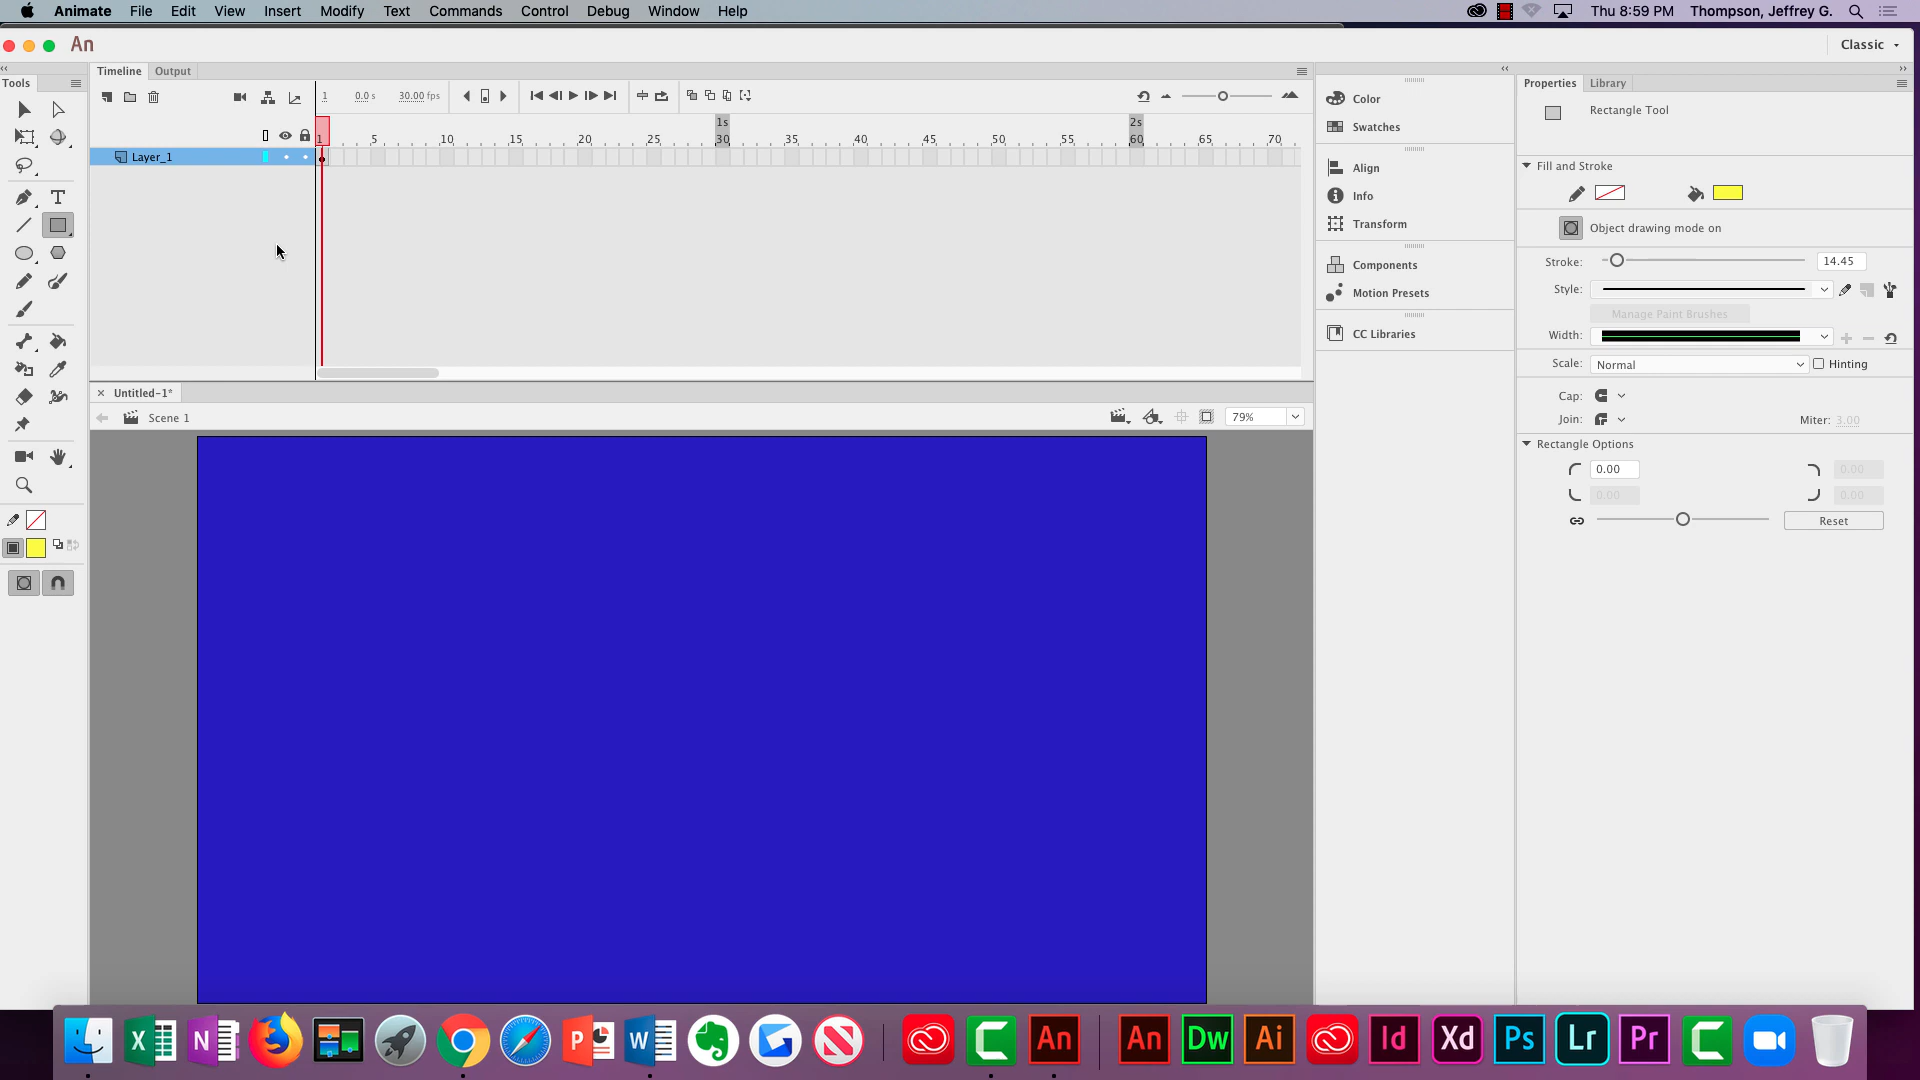 Animate File Edit View Insert Modify Text Commands Control Debug Window Help Thu 8:59 PM Thompson, Jeffrey G.
An Classic
Tools
Timeline Output
1 0.0 s 30.00 fps
1s 2s
1 5 10 15 20 25 30 35 40 45 50 55 60 65 70
Layer_1
Untitled-1*
Scene 1
79%
Color
Swatches
Align
Info
Transform
Components
Motion Presets
CC Libraries
Properties Library
Rectangle Tool
Fill and Stroke
Object drawing mode on
Stroke: 14.45
Style:
Manage Paint Brushes
Width:
Scale: Normal Hinting
Cap:
Join: Miter: 3.00
Rectangle Options
0.00 0.00
0.00 0.00
Reset
X N P W An An Dw Ai Id Xd Ps Lr Pr